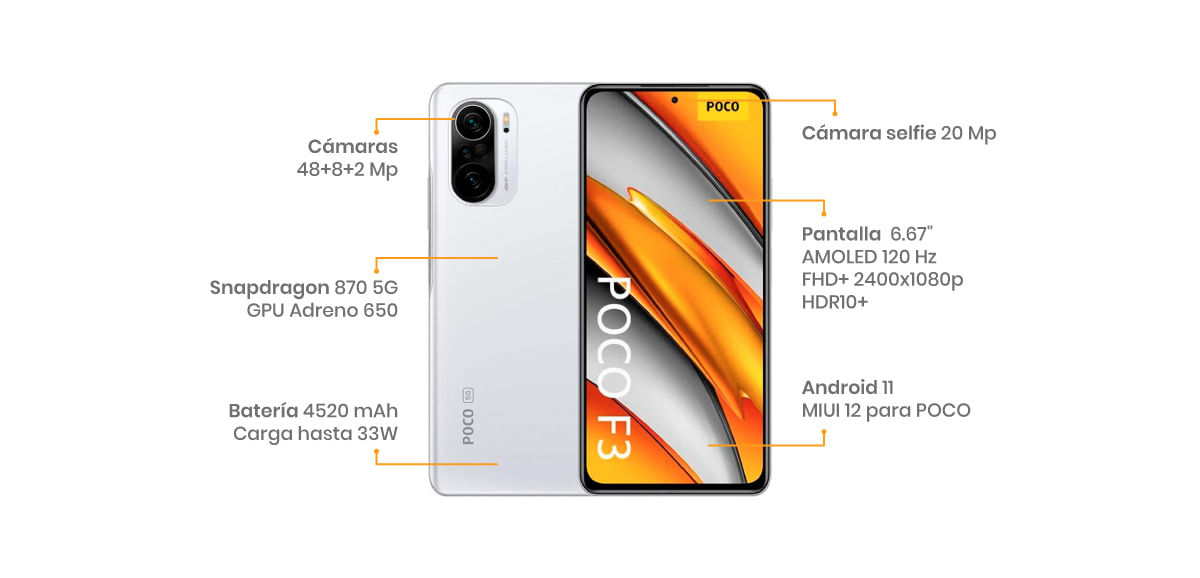 Cámaras
48+8+2 Mp
Snapdragon 870 5G
GPU Adreno 650
Batería 4520 mAh
Carga hasta 33W
POCO 5G
POCO
POCO F3
Cámara selfie 20 Mp
Pantalla 6.67"
AMOLED 120 Hz
FHD+ 2400x1080p
HDR10+
Android 11
MIUI 12 para POCO